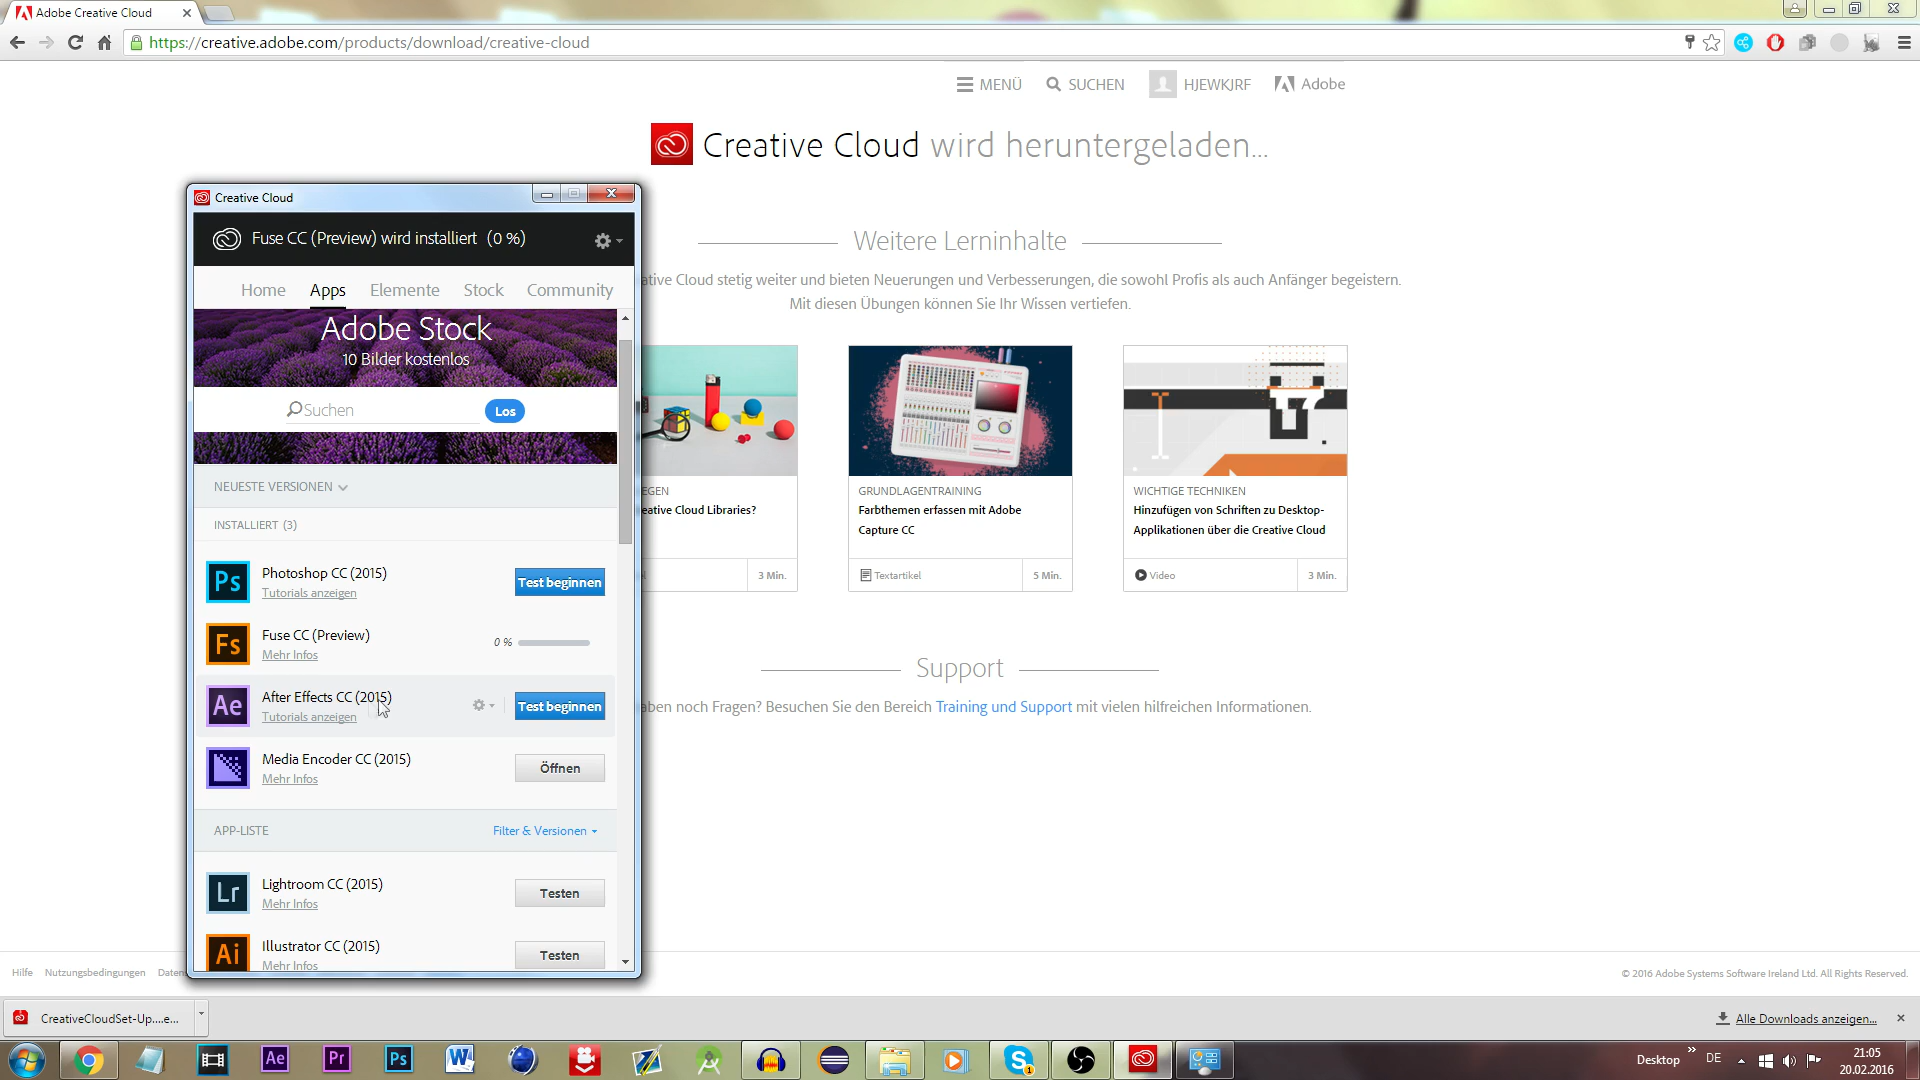 Adobe Creative Cloud
https://creative.adobe.com/products/download/creative-cloud
MENÜ
SUCHEN
HJEWKJRF
Adobe
Creative Cloud wird heruntergeladen...
Weitere Lerninhalte
Cloud stetig weiter und bieten Neuerungen und Verbesserungen, die sowohl Profis als auch Anfänger begeistern.
Mit diesen Übungen können Sie Ihr Wissen vertiefen.
Cloud Libraries?
3 Min.
GRUNDLAGENTRAINING
Farbthemen erfassen mit Adobe
Capture CC
Textartikel
5 Min.
WICHTIGE TECHNIKEN
Hinzufügen von Schriften zu Desktop-
Applikationen über die Creative Cloud
Video
3 Min.
Support
noch Fragen? Besuchen Sie den Bereich Training und Support mit vielen hilfreichen Informationen.
Creative Cloud
Fuse CC (Preview) wird installiert (0 %)
Home
Apps
Elemente
Stock
Community
Adobe Stock
10 Bilder kostenlos
Suchen
Los
NEUESTE VERSIONEN
INSTALLIERT (3)
Ps
Photoshop CC (2015)
Tutorials anzeigen
Test beginnen
Fs
Fuse CC (Preview)
Mehr Infos
0 %
Ae
After Effects CC (2015)
Tutorials anzeigen
Test beginnen
Media Encoder CC (2015)
Mehr Infos
Öffnen
APP-LISTE
Filter & Versionen
Lr
Lightroom CC (2015)
Mehr Infos
Testen
Ai
Illustrator CC (2015)
Mehr Infos
Testen
Hilfe
Nutzungsbedingungen
© 2016 Adobe Systems Software Ireland Ltd. All Rights Reserved.
CreativeCloudSet-Up....e...
Alle Downloads anzeigen...
Ae
Pr
Ps
W
S
1
Desktop
DE
21:05
20.02.2016